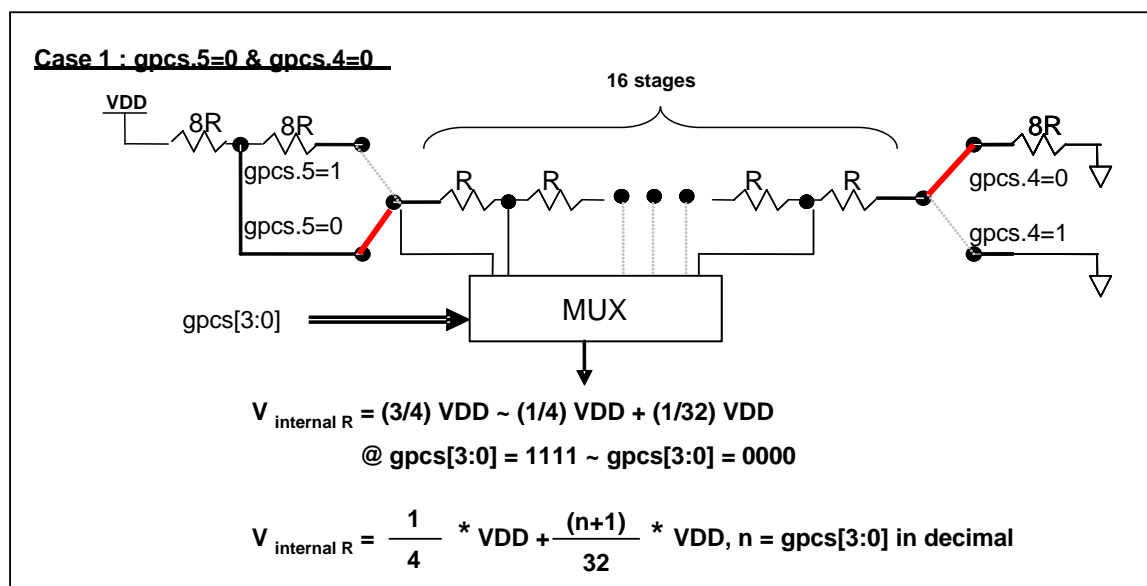 Case 1 : gpcs.5=0 & gpcs.4=0
16 stages
VDD
8R
8R
8R
gpcs.5=1
R
R
R
R
gpcs.4=0
gpcs.5=0
gpcs.4=1
MUX
gpcs[3:0]
V internal R = (3/4) VDD ~ (1/4) VDD + (1/32) VDD
@ gpcs[3:0] = 1111 ~ gpcs[3:0] = 0000
V internal R = 1/4 * VDD + (n+1)/32 * VDD, n = gpcs[3:0] in decimal